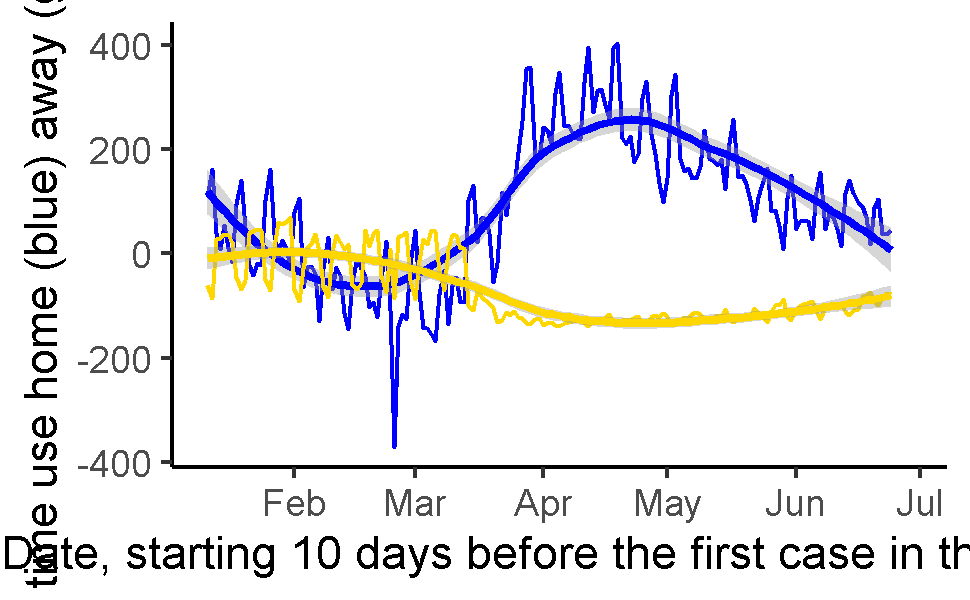 time use home (blue) away (
400
200
0
-200
-400
Feb Mar Apr May Jun Jul
Date, starting 10 days before the first case in th